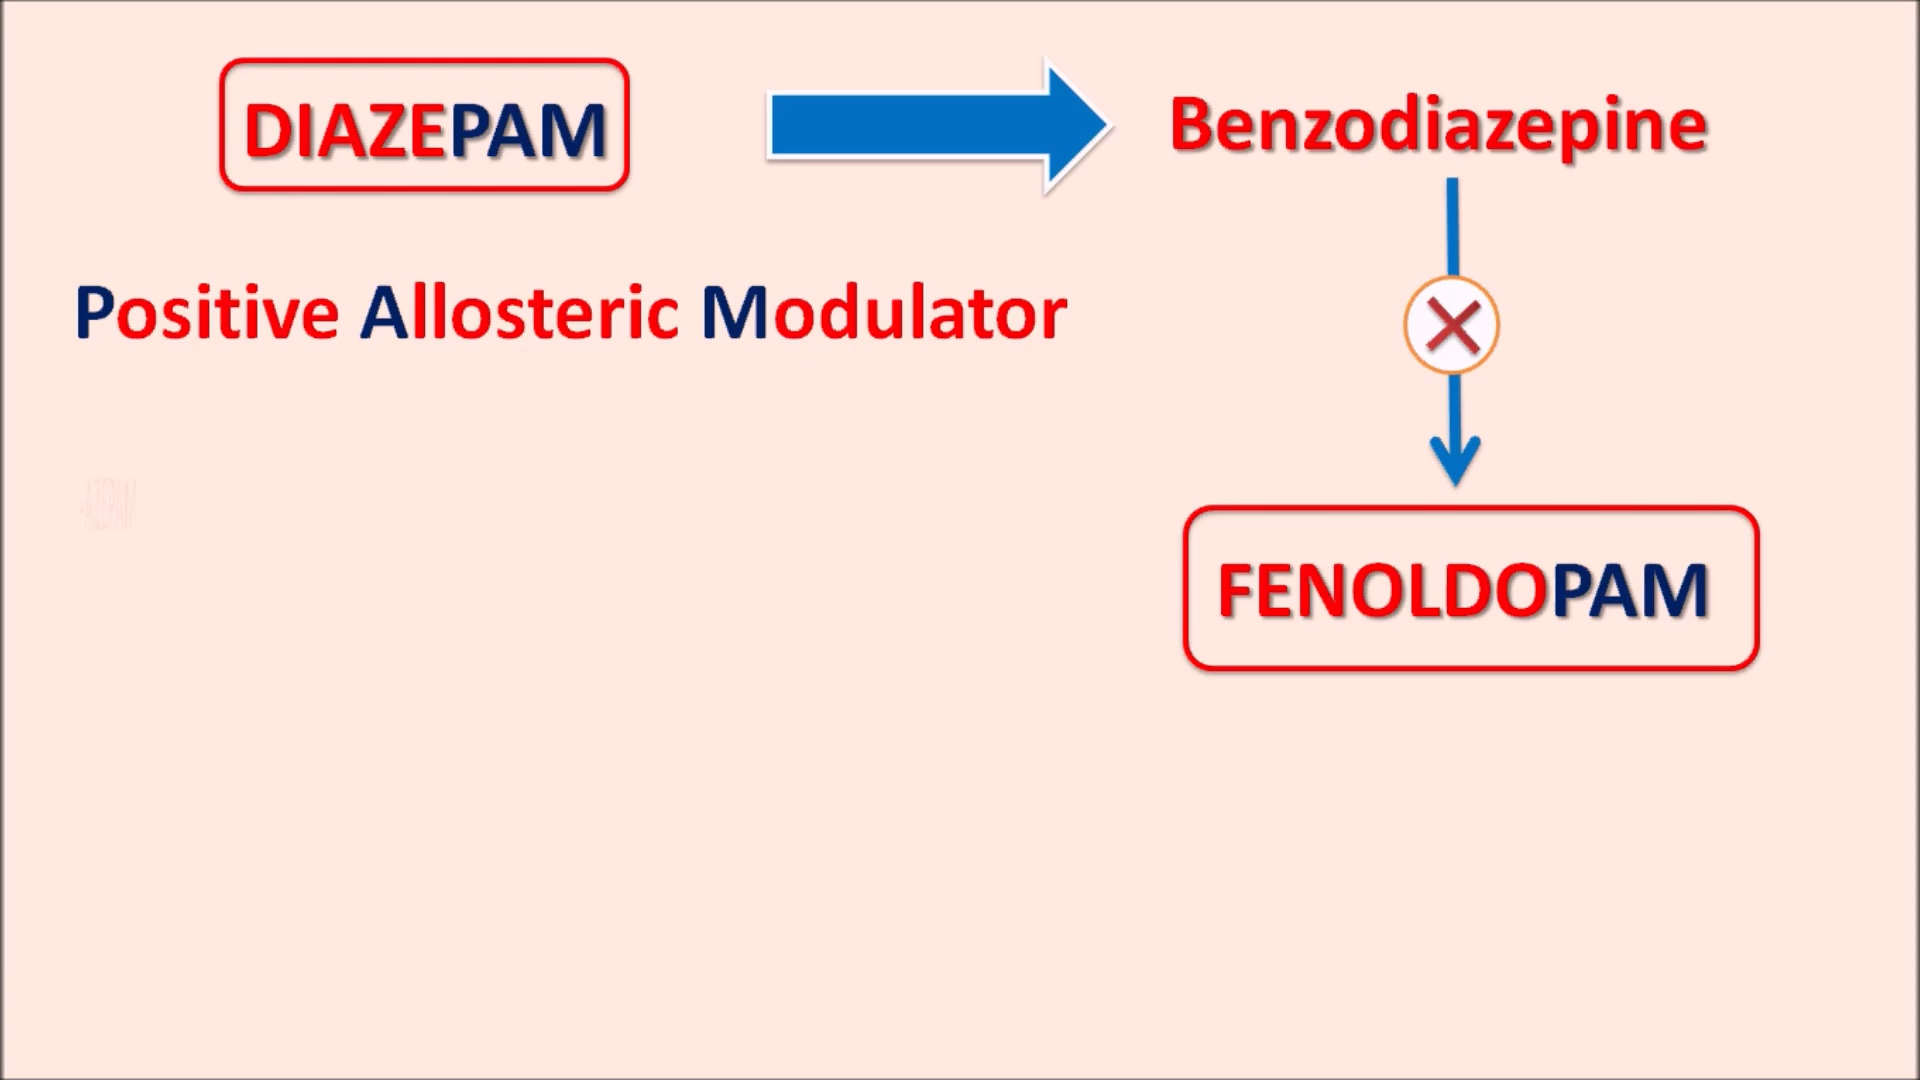 DIAZEPAM
Benzodiazepine
Positive Allosteric Modulator
FENOLDOPAM